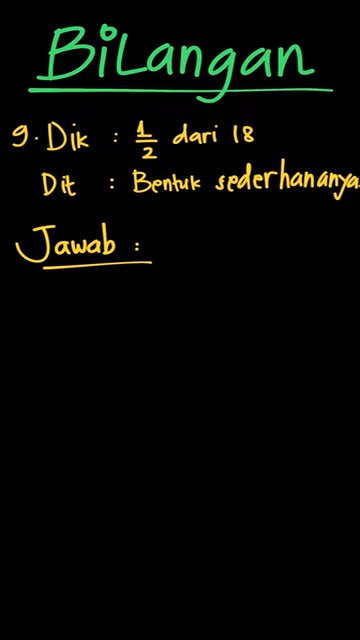 BiLangan
9. Dik : 1/2 dari 18
Dit : Bentuk sederhananya
Jawab :